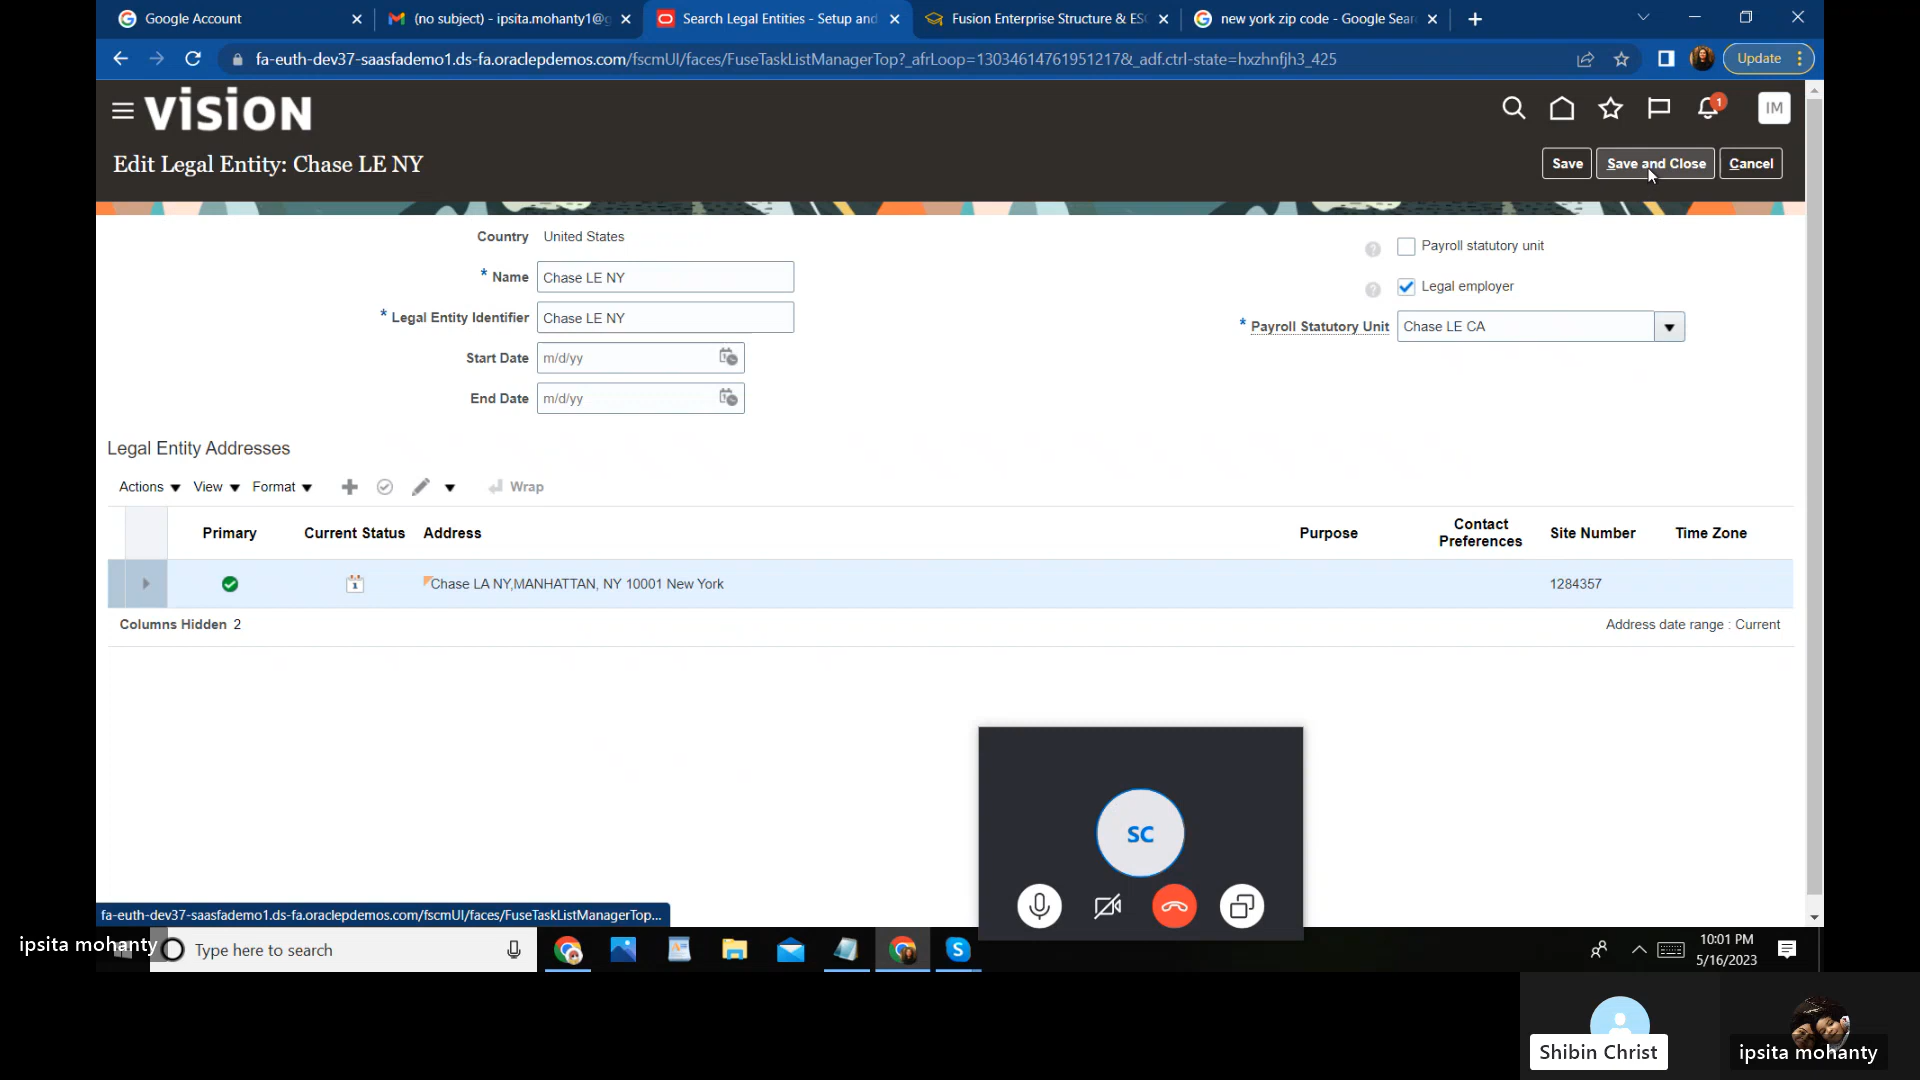 Google Account
(no subject) - ipsita.mohanty1@g
Search Legal Entities - Setup and
Fusion Enterprise Structure & ESC
new york zip code - Google Sear
fa-euth-dev37-saasfademo1.ds-fa.oraclepdemos.com/fscmUI/faces/FuseTaskListManagerTop?_afrLoop=13034614761951217&_adf.ctrl-state=hxzhnfjh3_425
Update
VISION
1
IM
Edit Legal Entity: Chase LE NY
Save
Save and Close
Cancel
Country United States
Payroll statutory unit
* Name Chase LE NY
Legal employer
* Legal Entity Identifier Chase LE NY
* Payroll Statutory Unit Chase LE CA
Start Date m/d/yy
End Date m/d/yy
Legal Entity Addresses
Actions View Format Wrap
Primary Current Status Address Purpose Contact Preferences Site Number Time Zone
Chase LA NY,MANHATTAN, NY 10001 New York 1284357
Columns Hidden 2
Address date range : Current
SC
fa-euth-dev37-saasfademo1.ds-fa.oraclepdemos.com/fscmUI/faces/FuseTaskListManagerTop...
ipsita mohanty
Type here to search
10:01 PM
5/16/2023
Shibin Christ
ipsita mohanty